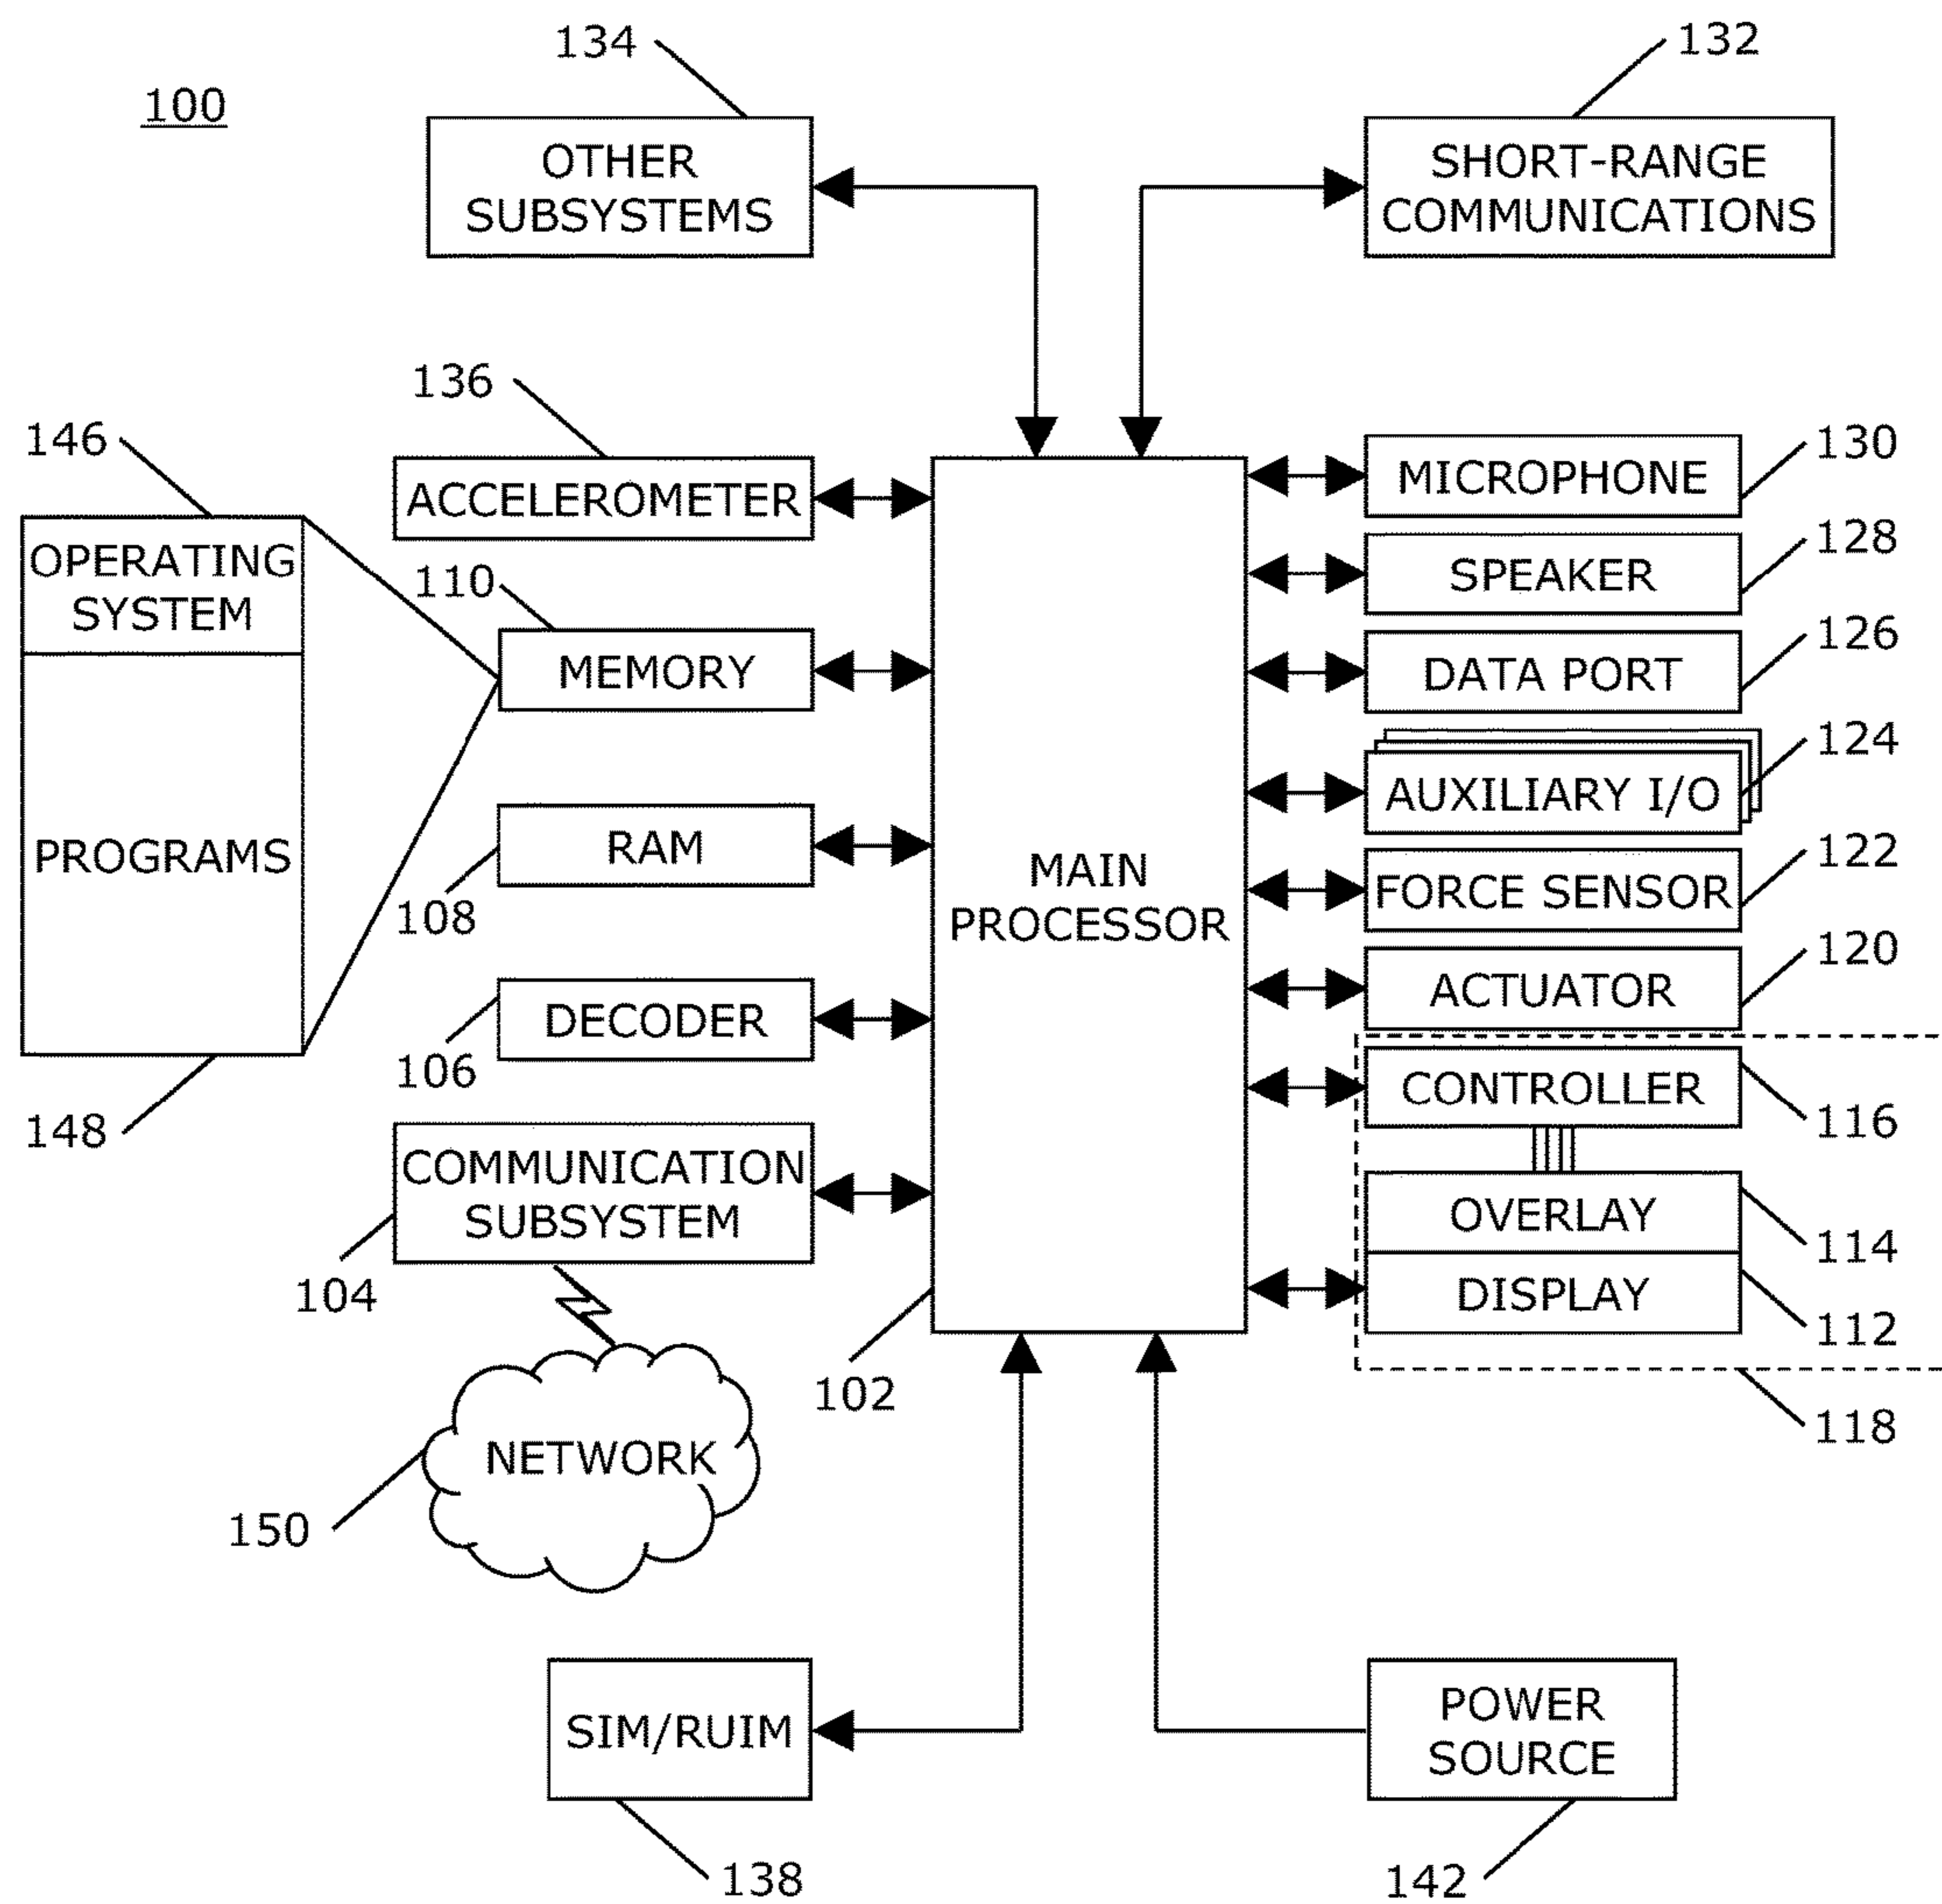 134
132
100
OTHER
SUBSYSTEMS
SHORT-RANGE
COMMUNICATIONS
136
146
ACCELEROMETER
MICROPHONE
130
OPERATING
SYSTEM
110
SPEAKER
128
MEMORY
DATA PORT
126
PROGRAMS
RAM
108
MAIN
PROCESSOR
AUXILIARY I/O
124
FORCE SENSOR
122
DECODER
106
ACTUATOR
120
148
CONTROLLER
116
COMMUNICATION
SUBSYSTEM
104
OVERLAY
114
DISPLAY
112
102
118
NETWORK
150
SIM/RUIM
138
POWER
SOURCE
142